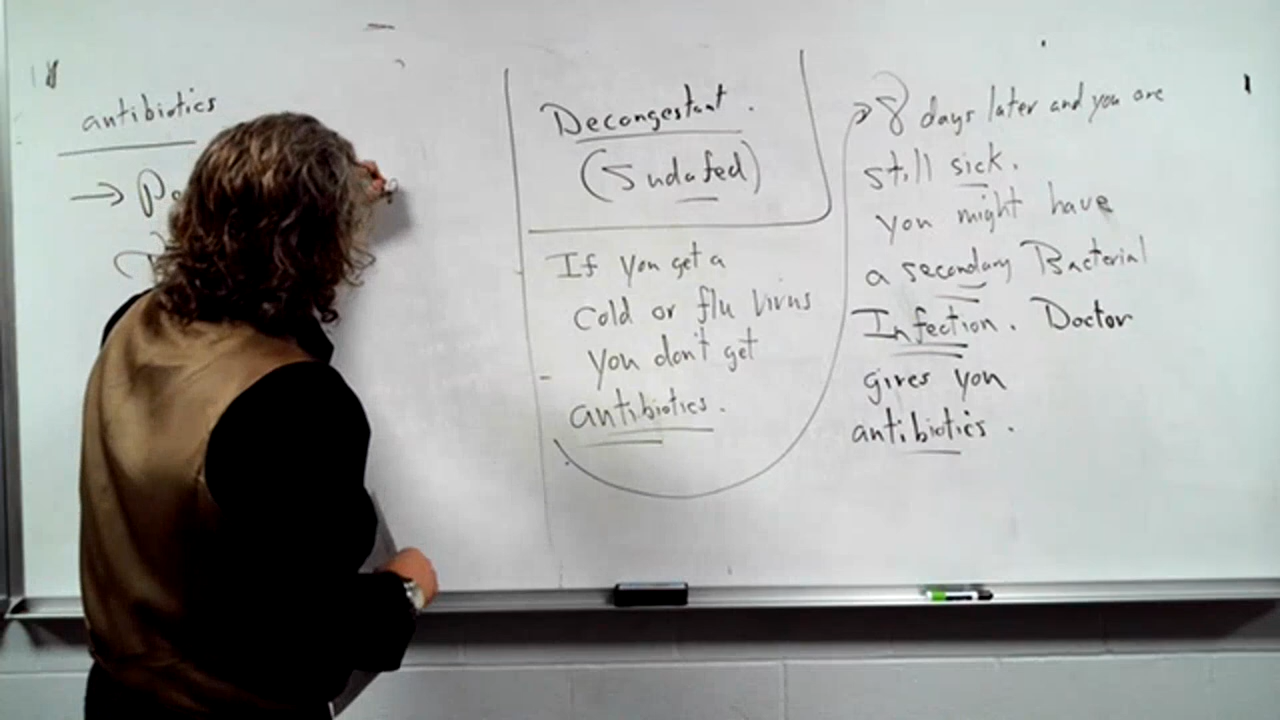 antibiotics
→
Decongestant.
(Sudafed)
If you get a
cold or flu virus
you don't get
antibiotics.
8 days later and you are
still sick.
you might have
a secondary Bacterial
Infection. Doctor
gives you
antibiotics.